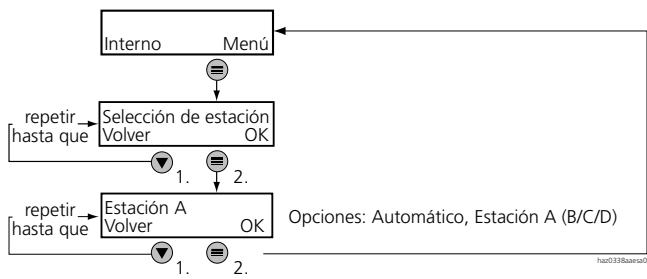 Interno Menú
repetir hasta que
Selección de estación
Volver OK
1. 2.
repetir hasta que
Estación A
Volver OK
Opciones: Automático, Estación A (B/C/D)
1. 2.
haz0338aaesa0